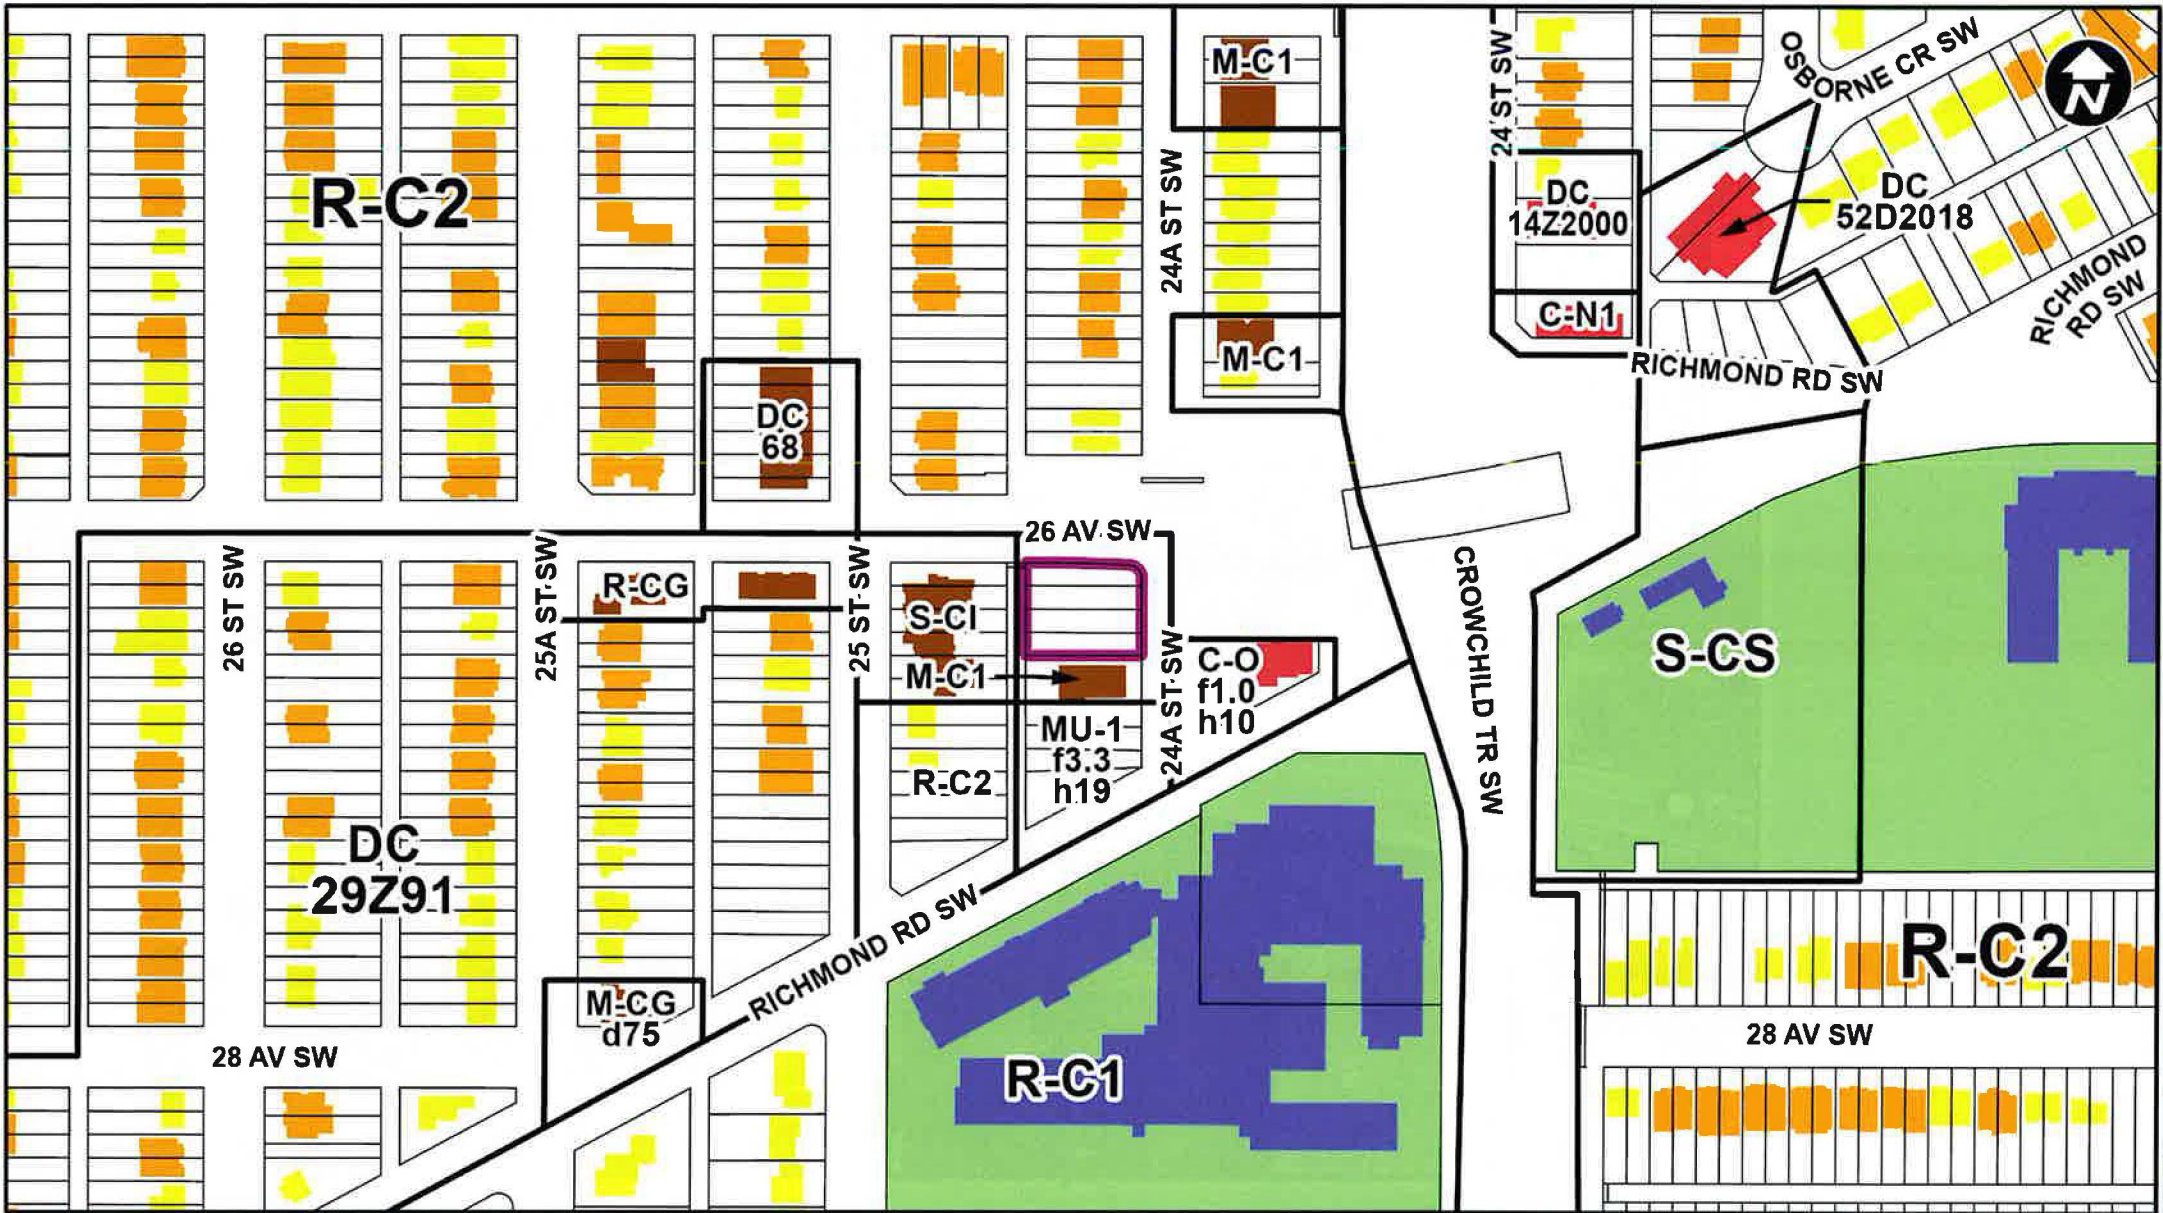 M-C1
24 ST SW
OSBORNE CR SW
N
R-C2
24A ST SW
DC
14Z2000
DC
52D2018
RICHMOND
RD SW
C-N1
M-C1
RICHMOND RD SW
DC
68
26 AV SW
26 ST SW
25A ST SW
R-CG
25 ST SW
S-CI
M-C1
24A ST SW
C-O
f1.0
h10
CROWCHILD TR SW
S-CS
MU-1
f3.3
h19
R-C2
DC
29Z91
RICHMOND RD SW
R-C2
M-CG
d75
28 AV SW
R-C1
28 AV SW